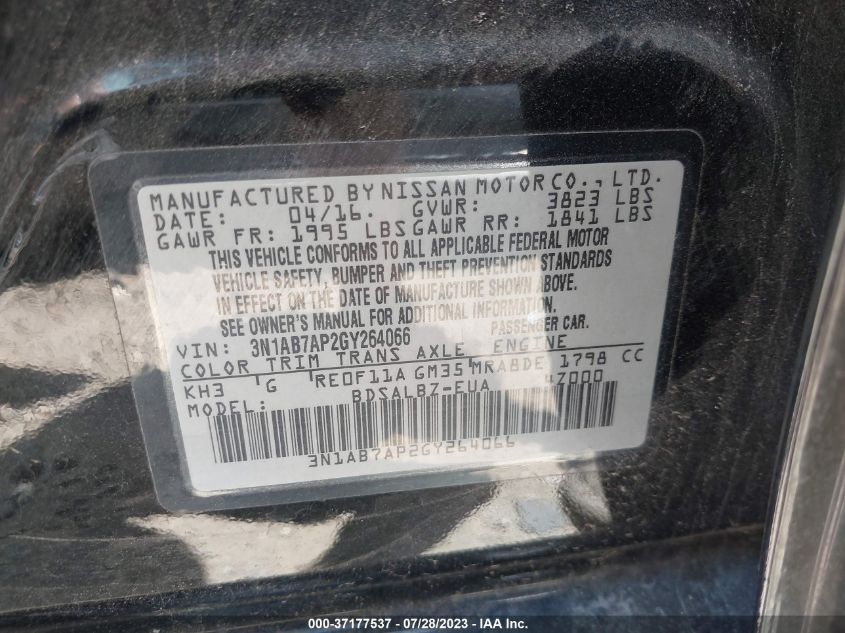 MANUFACTURED BY NISSAN MOTOR CO., LTD.
DATE: 04/16. GVWR: 3823 LBS
GAWR FR: 1995 LBS GAWR RR: 1841 LBS
THIS VEHICLE CONFORMS TO ALL APPLICABLE FEDERAL MOTOR
VEHICLE SAFETY, BUMPER AND THEFT PREVENTION STANDARDS
IN EFFECT ON THE DATE OF MANUFACTURE SHOWN ABOVE.
SEE OWNER'S MANUAL FOR ADDITIONAL INFORMATION.
VIN: 3N1AB7AP2GY264066 PASSENGER CAR.
COLOR TRIM TRANS AXLE ENGINE
KH3 G RE0F11A GM35 MRA8DE 1798 CC
MODEL: BDSALBZ-EUA
3N1AB7AP2GY264066
000-37177537 - 07/28/2023 - IAAI.com